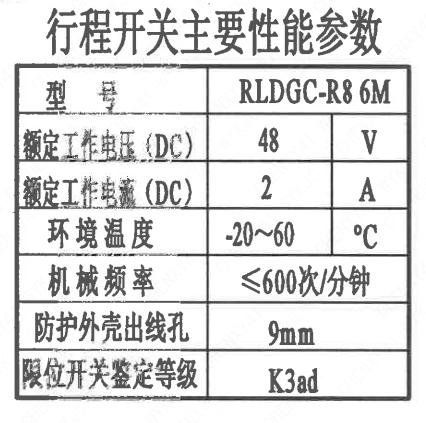 行程开关主要性能参数
型 号 RLDGC-R8 6M
额定工作电压(DC) 48 V
额定工作电流(DC) 2 A
环境温度 -20~60 °C
机械频率 ≤600次/分钟
防护外壳出线孔 9mm
限位开关鉴定等级 K3ad